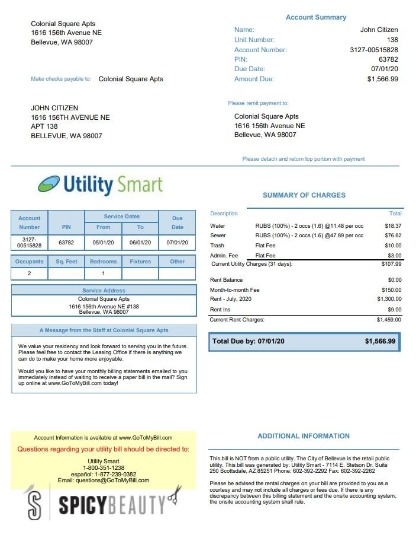 Colonial Square Apts
1616 156th Avenue NE
Bellevue, WA 98007
Account Summary
Name: John Citizen
Unit Number: 138
Account Number: 3127-00515828
PIN: 63782
Due Date: 07/01/20
Amount Due: $1,566.99
Make checks payable to: Colonial Square Apts
Please remit payment to:
JOHN CITIZEN
1616 156TH AVENUE NE
APT 138
BELLEVUE, WA 98007
Colonial Square Apts
1616 156th Avenue NE
Bellevue, WA 98007
Please detach and return top portion with payment
Utility Smart
Account Number PIN Service Dates From To Due Date
3127-00515828 63782 05/01/20 06/01/20 07/01/20
Occupants Sq. Feet Bedrooms Fixtures Other
2 1
Service Address
Colonial Square Apts
1616 156th Avenue NE #138
Bellevue, WA 98007
A Message from the Staff at Colonial Square Apts
We value your residency and look forward to serving you in the future.
Please feel free to contact the Leasing Office if there is anything we
can do to make your home more enjoyable.
Would you like to have your monthly billing statements emailed to you
immediately instead of waiting to receive a paper bill in the mail? Sign
up online at www.GoToMyBill.com today!
SUMMARY OF CHARGES
Description Total
Water RUBS (100%) - 2 occs (1.6) @11.48 per occ $18.37
Sewer RUBS (100%) - 2 occs (1.6) @47.89 per occ $76.62
Trash Flat Fee $10.00
Admin. Fee Flat Fee $3.00
Current Utility Charges (31 days): $107.99
Rent Balance $0.00
Month-to-month Fee $150.00
Rent - July, 2020 $1,300.00
Rent Ins $9.00
Current Rent Charges: $1,459.00
Total Due by: 07/01/20 $1,566.99
Account Information is available at www.GoToMyBill.com
Questions regarding your utility bill should be directed to:
Utility Smart
1-800-351-1238
español: 1-877-239-0382
Email: questions@GoToMyBill.com
SPICYBEAUTY
ADDITIONAL INFORMATION
This bill is NOT from a public utility. The City of Bellevue is the retail public
utility. This bill was generated by: Utility Smart - 7114 E. Stetson Dr. Suite
250 Scottsdale, AZ 85251 Phone: 602-392-2292 Fax: 602-392-2262
Please be advised the rental charges on your bill are provided to you as a
courtesy and may not include all charges or fees due. If there is any
discrepancy between this billing statement and the onsite accounting system,
the onsite accounting system shall rule.